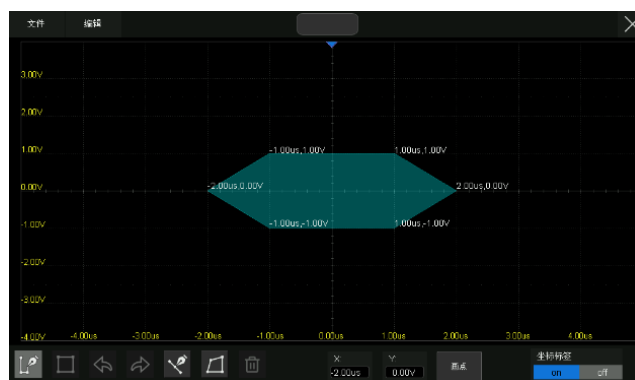 文件 编辑
3.00V
2.00V
1.00V -1.00us,1.00V 1.00us,1.00V
0.00V -2.00us,0.00V 2.00us,0.00V
-1.00V -1.00us,-1.00V 1.00us,-1.00V
-2.00V
-3.00V
-4.00V -4.00us -3.00us -2.00us -1.00us 0.00us 1.00us 2.00us 3.00us 4.00us
X Y 坐标标签
-2.00us 0.00V 画点 on off